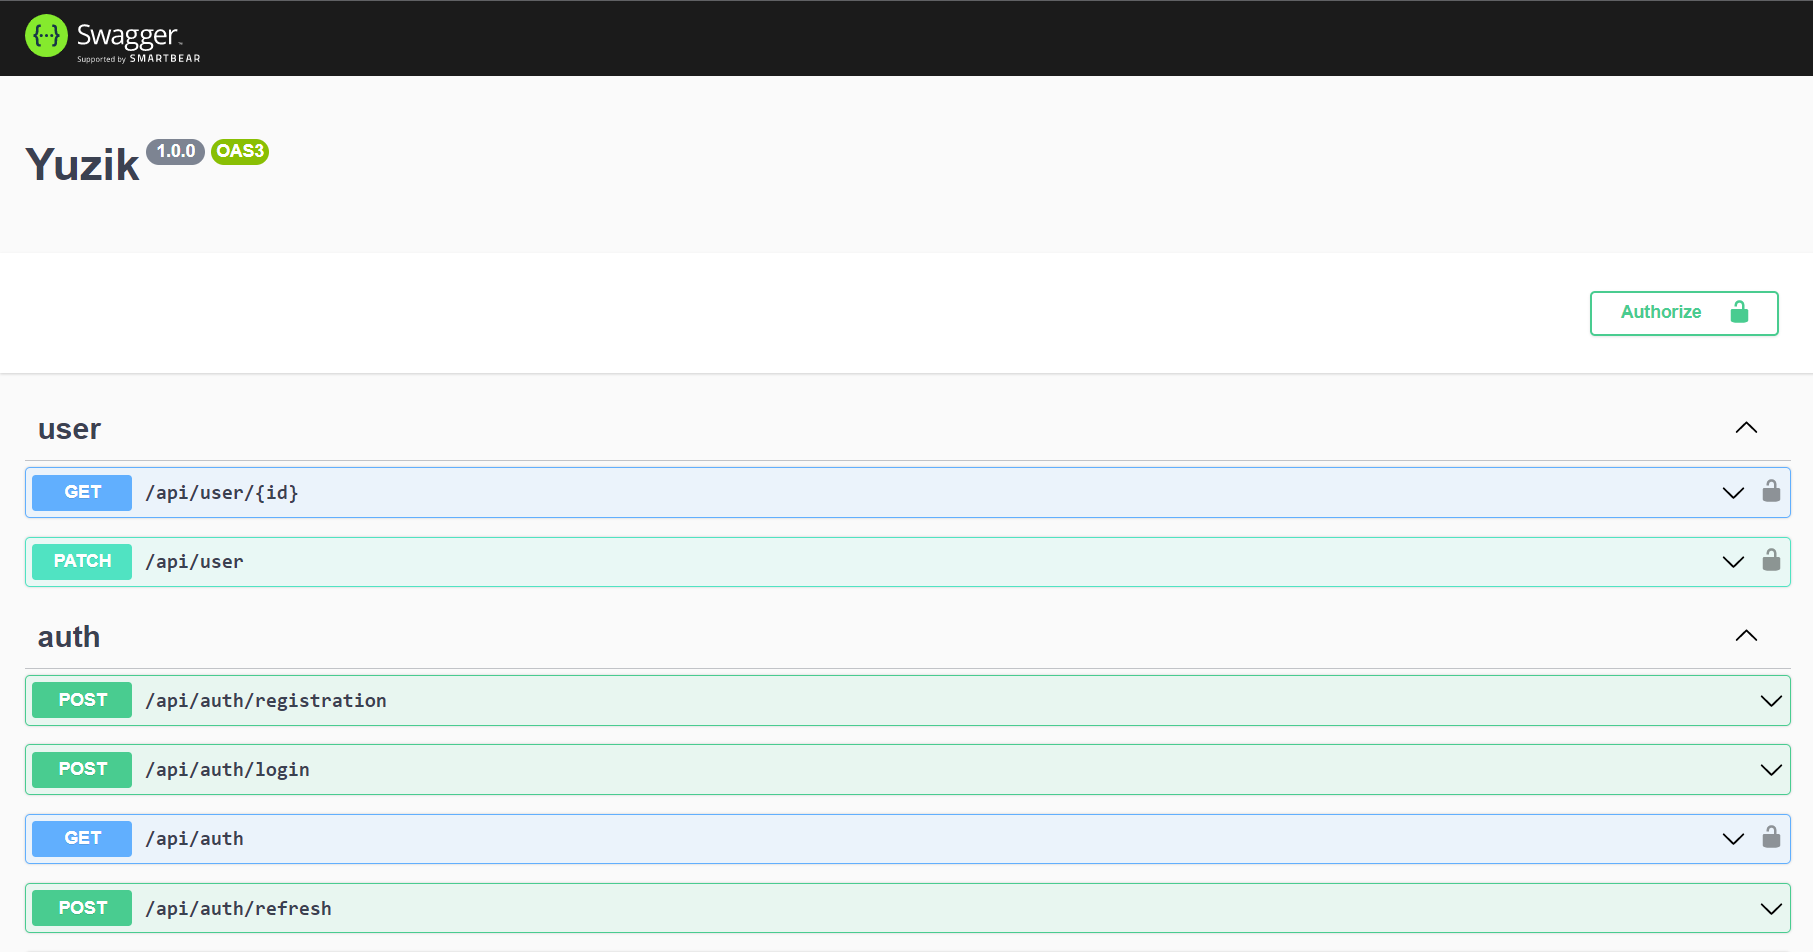 {···} Swagger
Supported by SMARTBEAR
Yuzik 1.0.0 OAS3
Authorize
user
GET /api/user/{id}
PATCH /api/user
auth
POST /api/auth/registration
POST /api/auth/login
GET /api/auth
POST /api/auth/refresh